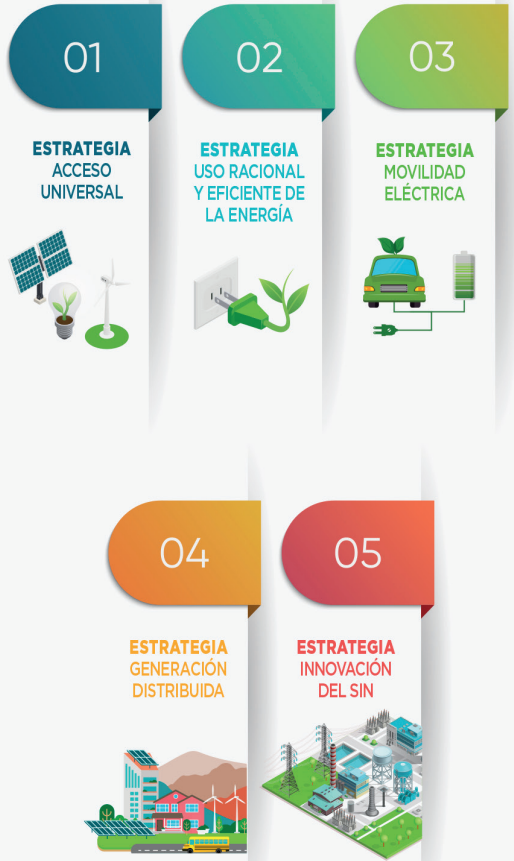 01
ESTRATEGIA
ACCESO
UNIVERSAL
02
ESTRATEGIA
USO RACIONAL
Y EFICIENTE DE
LA ENERGÍA
03
ESTRATEGIA
MOVILIDAD
ELÉCTRICA
04
ESTRATEGIA
GENERACIÓN
DISTRIBUIDA
05
ESTRATEGIA
INNOVACIÓN
DEL SIN